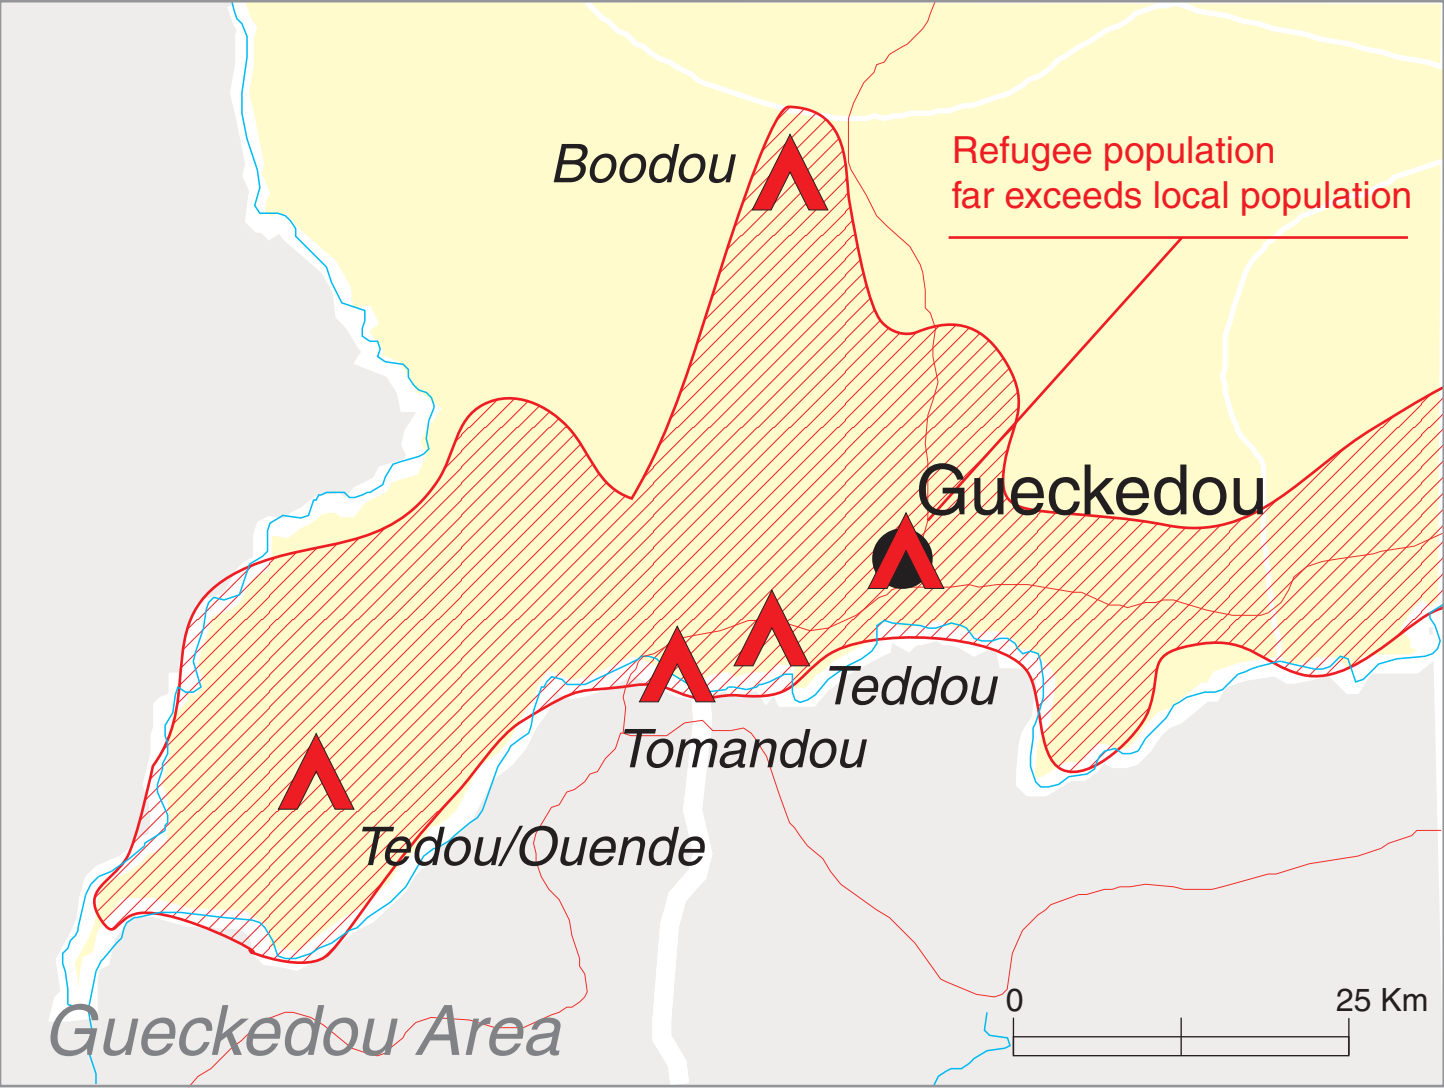 Boodou
Refugee population
far exceeds local population
Gueckedou
Teddou
Tomandou
Tedou/Ouende
Gueckedou Area
0
25 Km